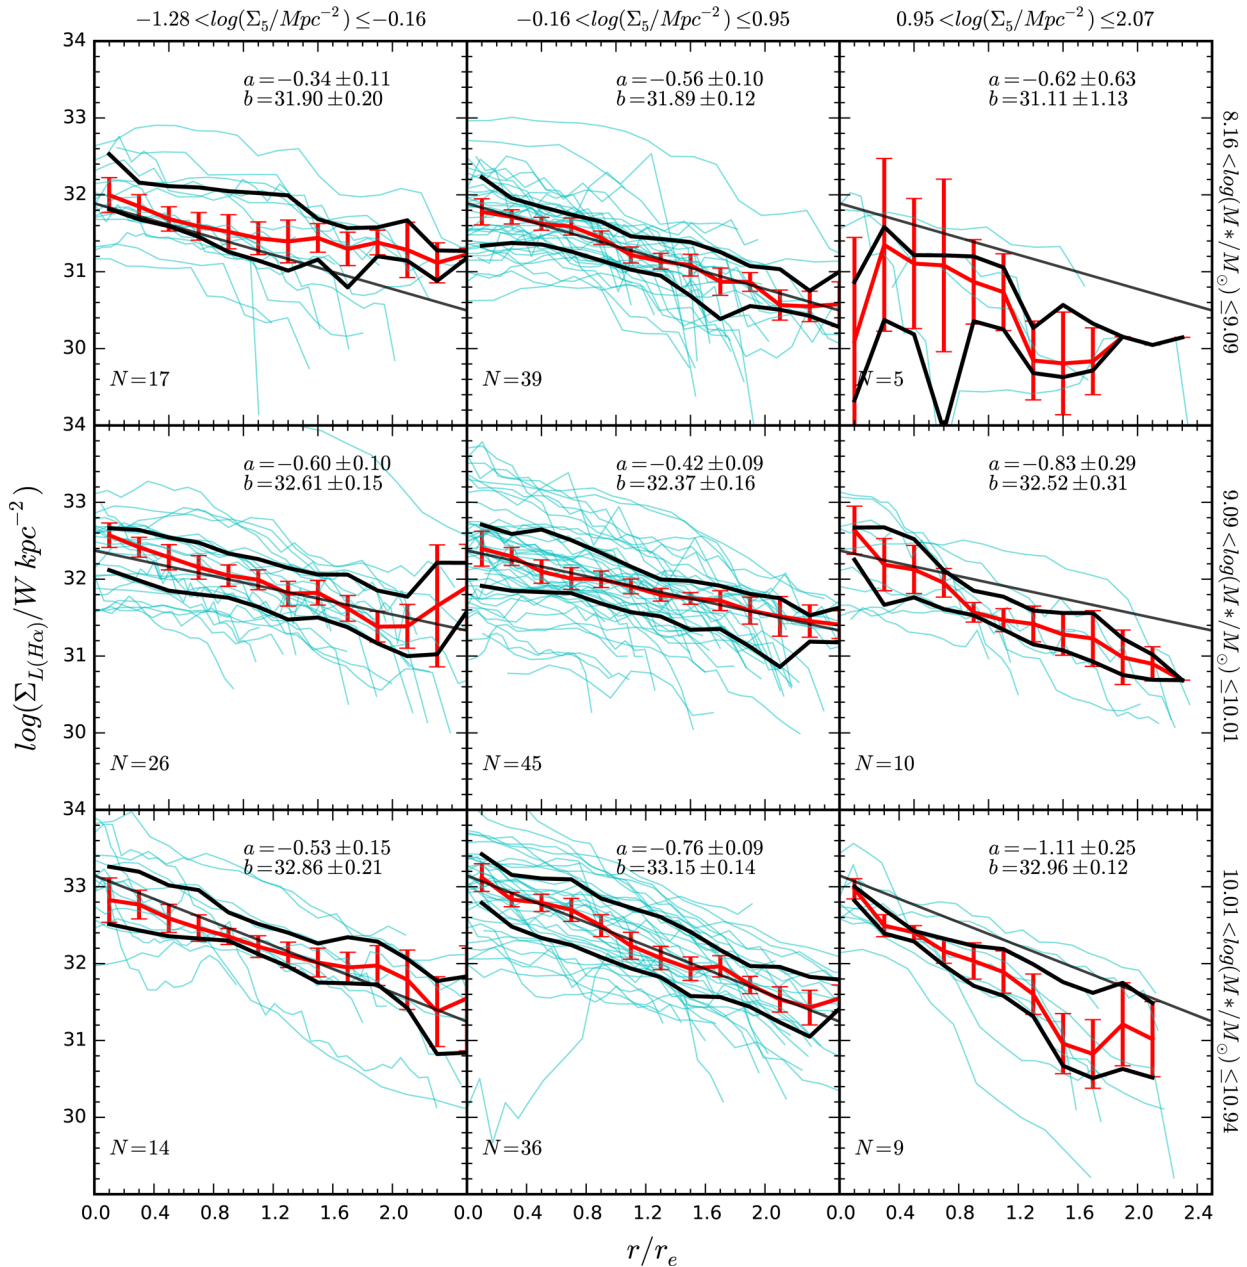 −1.28 <log(Σ₅/Mpc⁻²) ≤−0.16
−0.16 <log(Σ₅/Mpc⁻²) ≤0.95
0.95 <log(Σ₅/Mpc⁻²) ≤2.07
34
33
32
31
30
a=−0.34±0.11
b=31.90±0.20
N=17
a=−0.56±0.10
b=31.89±0.12
N=39
a=−0.62±0.63
b=31.11±1.13
N=5
8.16 <log(M*/M⊙) ≤9.09
34
33
32
31
30
a=−0.60±0.10
b=32.61±0.15
N=26
a=−0.42±0.09
b=32.37±0.16
N=45
a=−0.83±0.29
b=32.52±0.31
N=10
9.09 <log(M*/M⊙) ≤10.01
log(Σ_L(Hα)/W kpc⁻²)
34
33
32
31
30
a=−0.53±0.15
b=32.86±0.21
N=14
a=−0.76±0.09
b=33.15±0.14
N=36
a=−1.11±0.25
b=32.96±0.12
N=9
10.01 <log(M*/M⊙) ≤10.94
0.0 0.4 0.8 1.2 1.6 2.0 0.0 0.4 0.8 1.2 1.6 2.0 0.0 0.4 0.8 1.2 1.6 2.0 2.4
r/rₑ